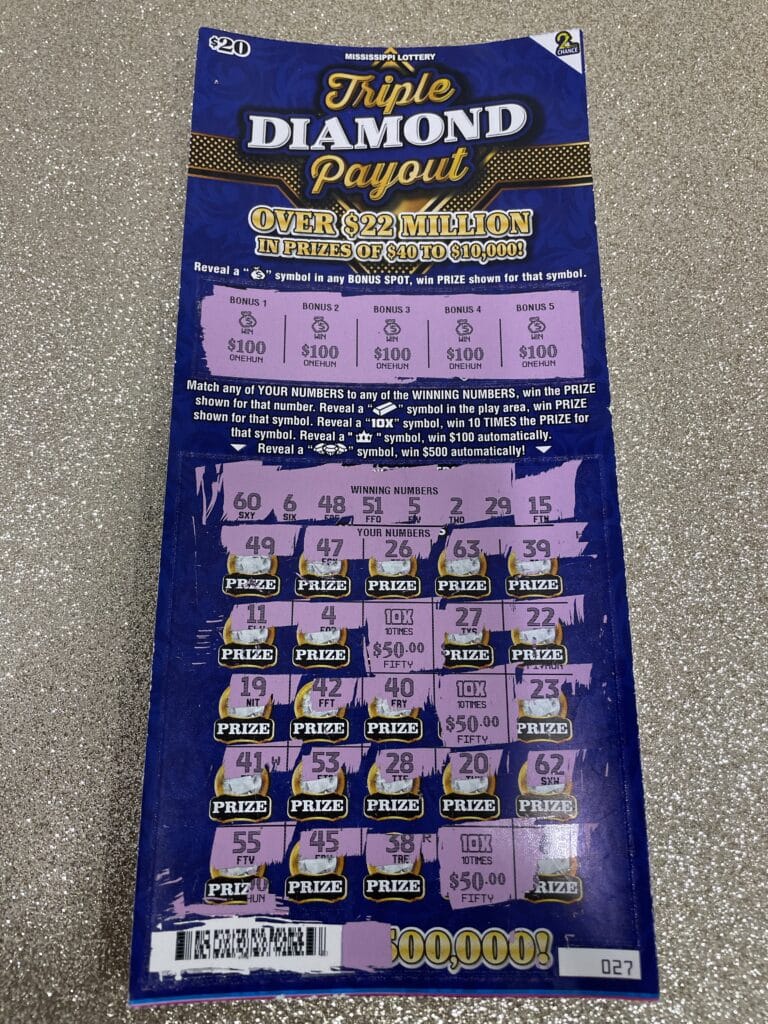 $20
2ND CHANCE
MISSISSIPPI LOTTERY
Triple
DIAMOND
Payout
OVER $22 MILLION
IN PRIZES OF $40 TO $10,000!
Reveal a " " symbol in any BONUS SPOT, win PRIZE shown for that symbol.
BONUS 1 BONUS 2 BONUS 3 BONUS 4 BONUS 5
WIN WIN WIN WIN WIN
$100 $100 $100 $100 $100
ONEHUN ONEHUN ONEHUN ONEHUN ONEHUN
Match any of YOUR NUMBERS to any of the WINNING NUMBERS, win the PRIZE
shown for that number. Reveal a " " symbol in the play area, win PRIZE
shown for that symbol. Reveal a "10X" symbol, win 10 TIMES the PRIZE for
that symbol. Reveal a " " symbol, win $100 automatically.
Reveal a " " symbol, win $500 automatically!
WINNING NUMBERS
60 6 48 51 5 2 29 15
SXY SIX FFO TWO
YOUR NUMBERS
49 47 26 63 39
PRIZE PRIZE PRIZE PRIZE PRIZE
11 4 10X 27 22
10TIMES
PRIZE PRIZE $50.00 PRIZE PRIZE
FIFTY
19 42 40 10X 23
NIT FFT FRY 10TIMES
PRIZE PRIZE PRIZE $50.00 PRIZE
FIFTY
41 53 28 20 62
SXW
PRIZE PRIZE PRIZE PRIZE PRIZE
55 45 38 10X
FTV TRE 10TIMES
PRIZ PRIZE PRIZE $50.00 RIZE
HUN FIFTY
500,000!
027